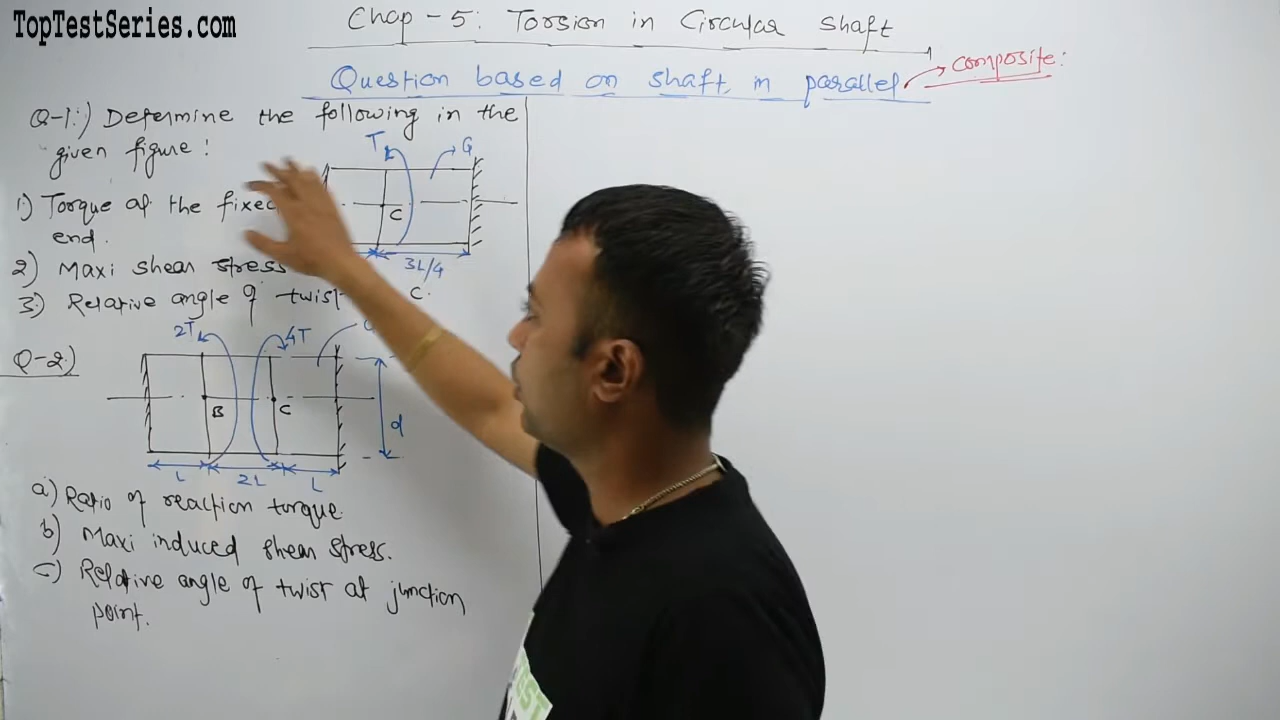 TopTestSeries.com
Chap - 5: Torsion in Circular shaft
Question based on shaft in parallel
composite:
Q-1:) Determine the following in the
given figure:
1) Torque at the fixed
end.
2) Maxi shear stress
3:) Relative angle of twist
C.
T
G
C
3L/4
Q-2)
2T
4T
B
C
d
L
2L
L
a) Ratio of reaction torque.
b) Maxi induced shear stress.
c) Relative angle of twist at junction
point.